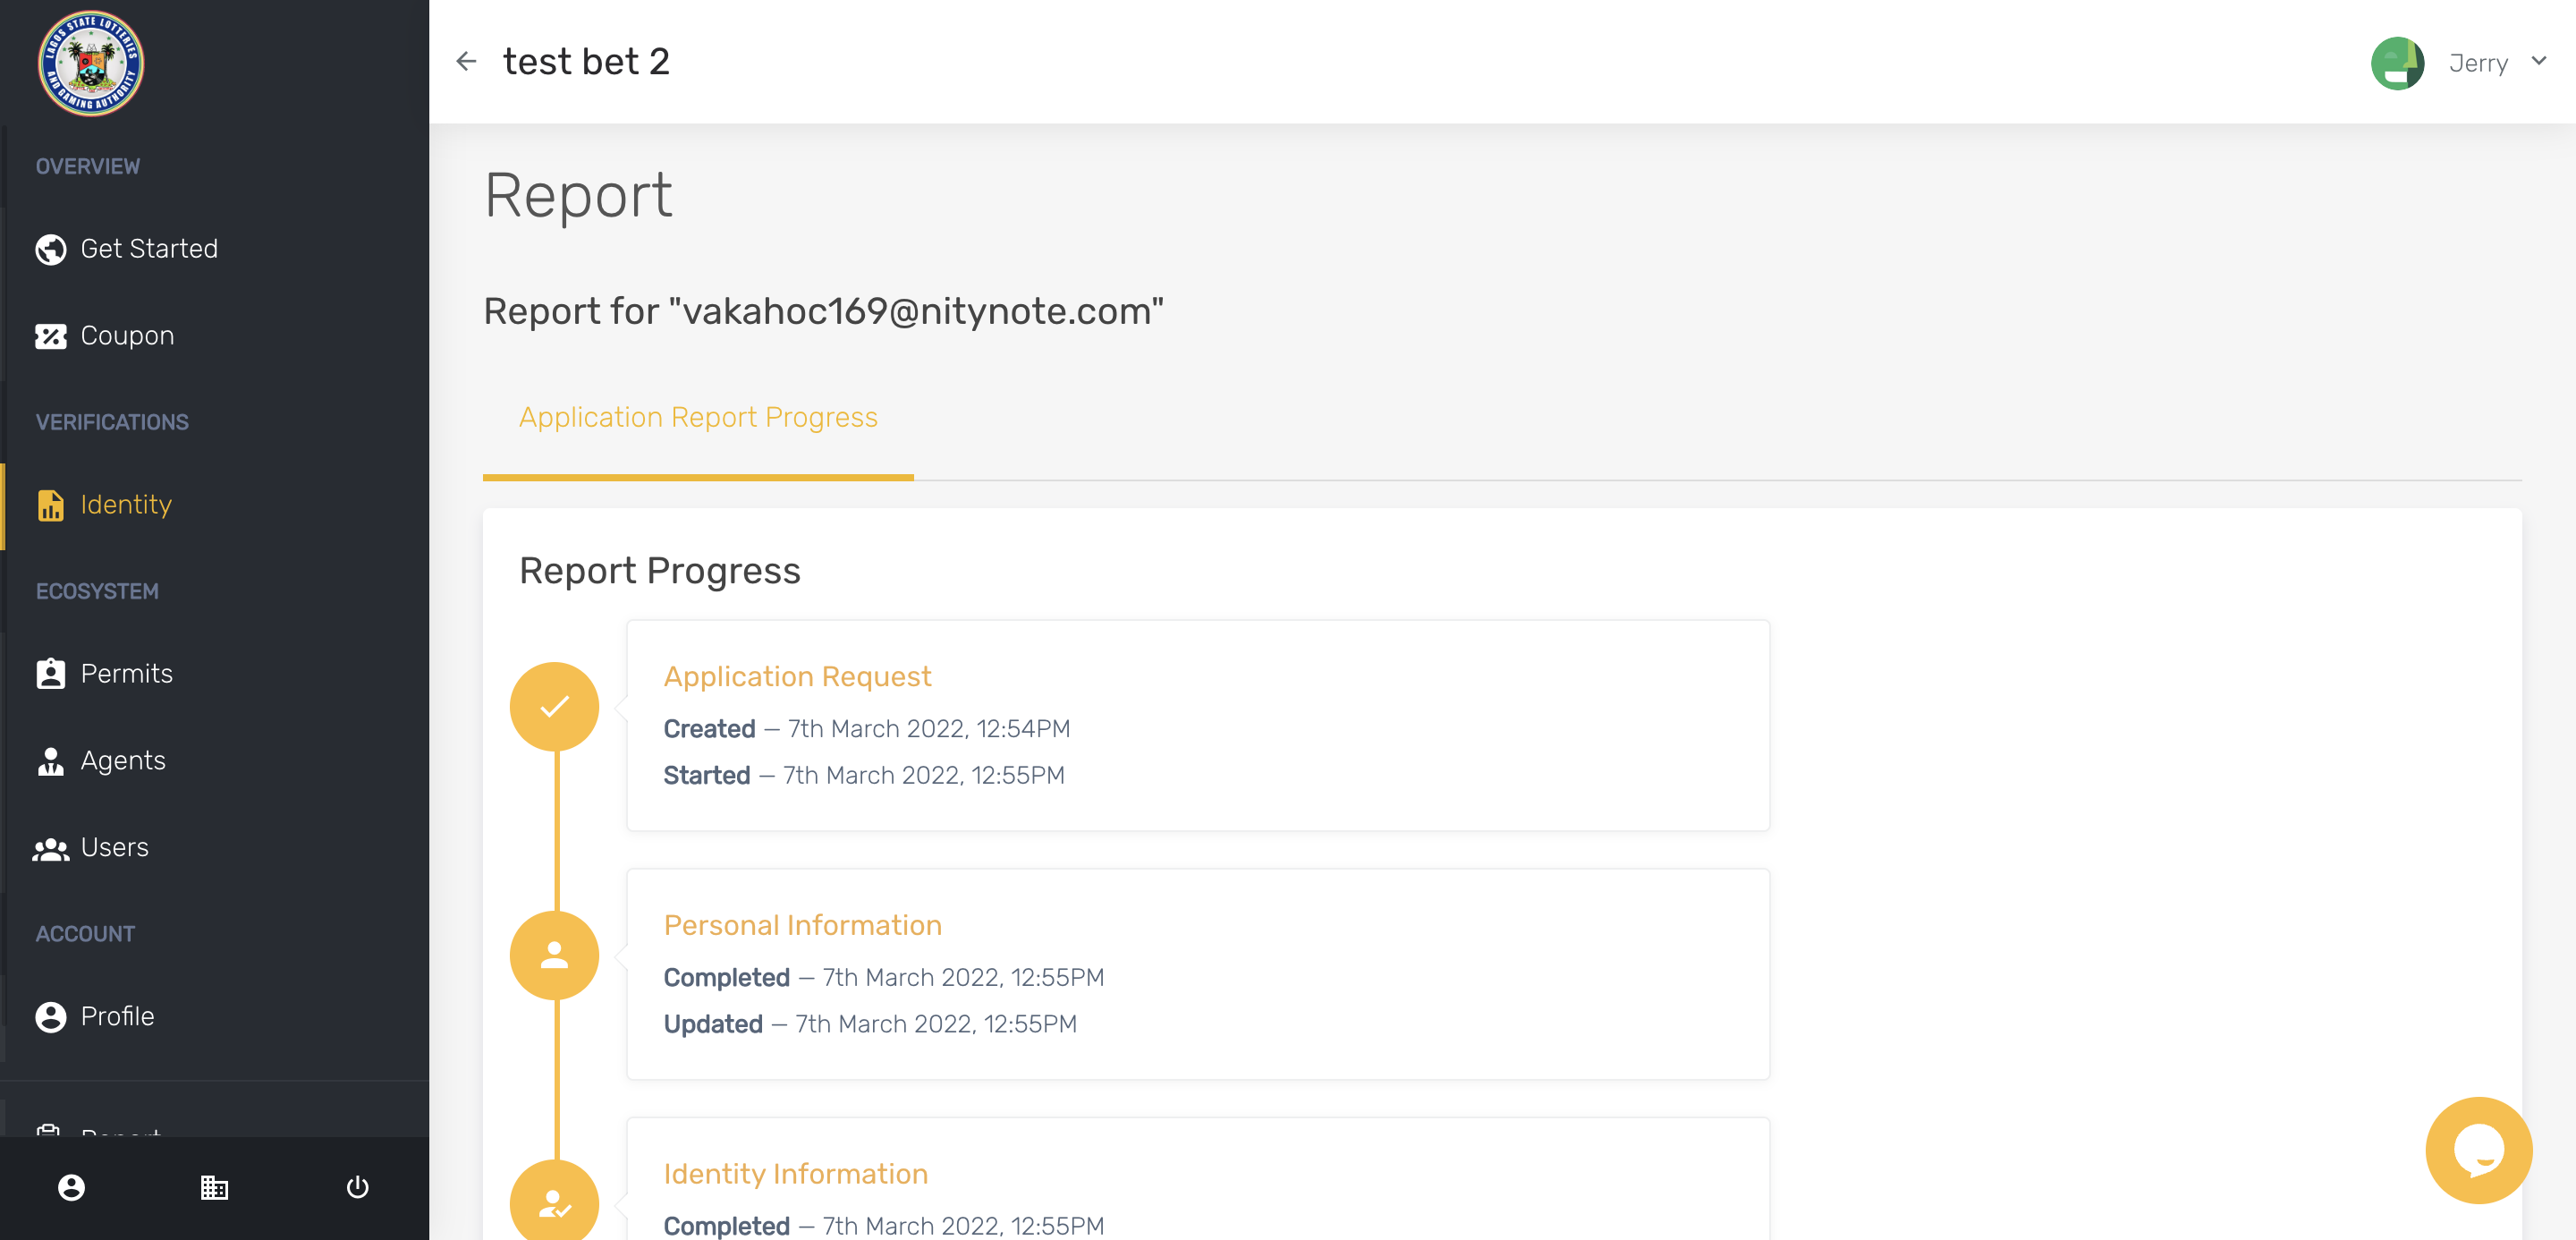 LAGOS STATE LOTTERIES
AND GAMING AUTHORITY
OVERVIEW
Get Started
Coupon
VERIFICATIONS
Identity
ECOSYSTEM
Permits
Agents
Users
ACCOUNT
Profile
Report
test bet 2
Jerry
Report
Report for "vakahoc169@nitynote.com"
Application Report Progress
Report Progress
Application Request
Created – 7th March 2022, 12:54PM
Started – 7th March 2022, 12:55PM
Personal Information
Completed – 7th March 2022, 12:55PM
Updated – 7th March 2022, 12:55PM
Identity Information
Completed – 7th March 2022, 12:55PM